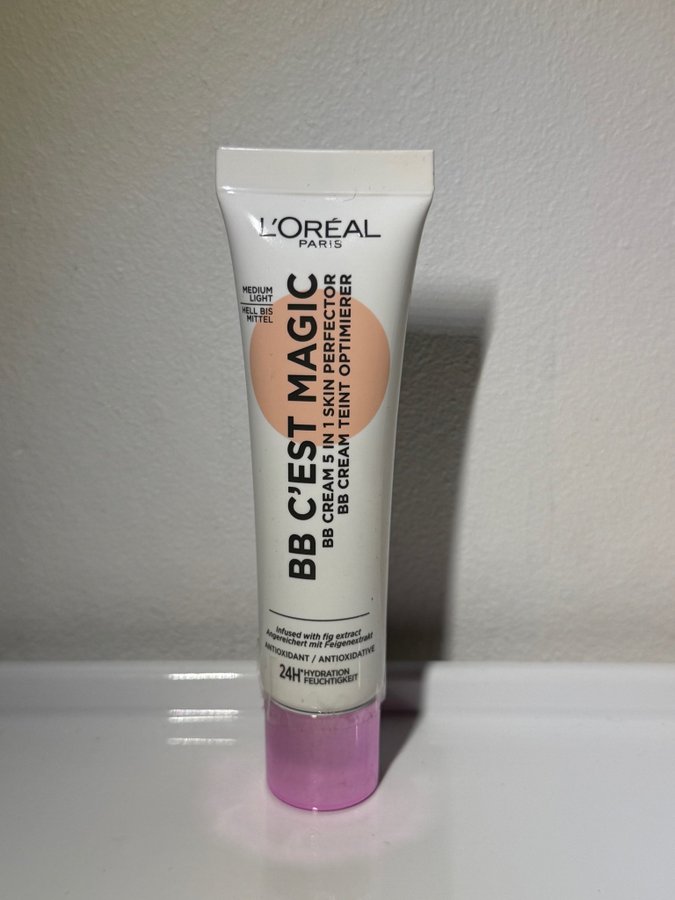 L'ORÉAL
PARIS
MEDIUM
LIGHT
HELL BIS
MITTEL
BB C'EST MAGIC
BB CREAM 5 IN 1 SKIN PERFECTOR
BB CREAM TEINT OPTIMIERER
Infused with fig extract
Angereichert mit Feigenextrakt
ANTIOXIDANT / ANTIOXIDATIVE
24H* HYDRATION
FEUCHTIGKEIT